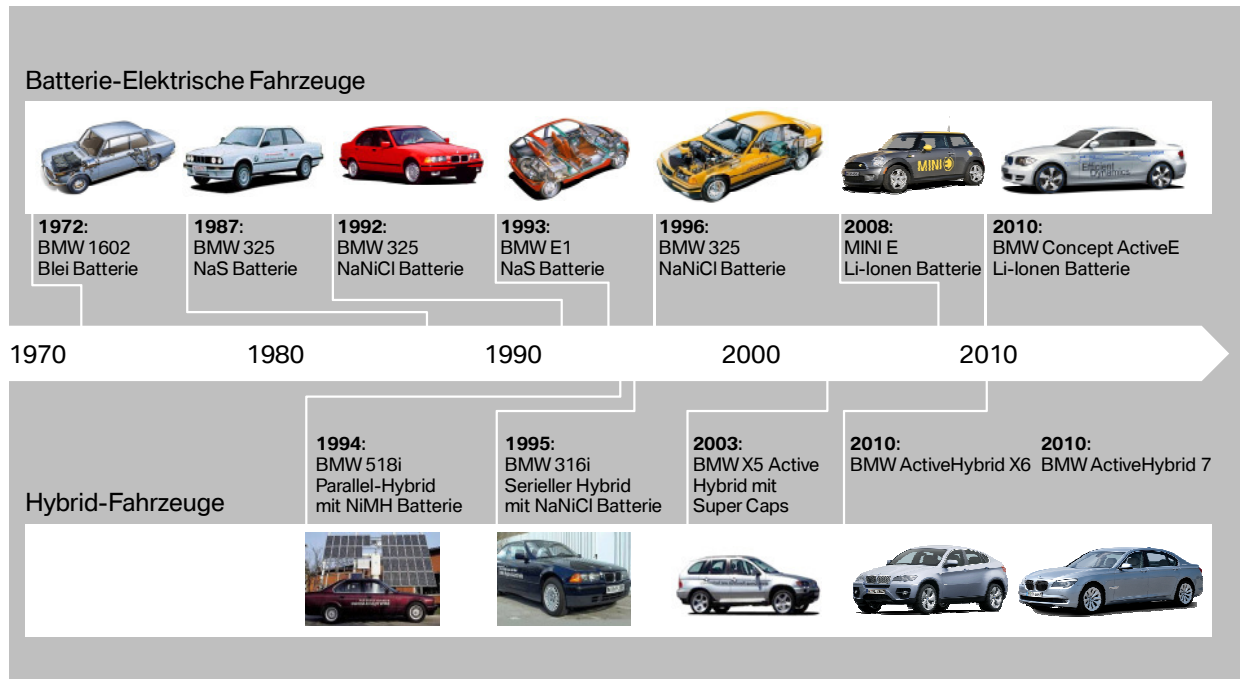 Batterie-Elektrische Fahrzeuge
MINI
Efficient
Dynamics
1972:
BMW 1602
Blei Batterie
1987:
BMW 325
NaS Batterie
1992:
BMW 325
NaNiCl Batterie
1993:
BMW E1
NaS Batterie
1996:
BMW 325
NaNiCl Batterie
2008:
MINI E
Li-Ionen Batterie
2010:
BMW Concept ActiveE
Li-Ionen Batterie
1970 1980 1990 2000 2010
1994:
BMW 518i
Parallel-Hybrid
mit NiMH Batterie
1995:
BMW 316i
Serieller Hybrid
mit NaNiCl Batterie
2003:
BMW X5 Active
Hybrid mit
Super Caps
2010:
BMW ActiveHybrid X6
2010:
BMW ActiveHybrid 7
Hybrid-Fahrzeuge